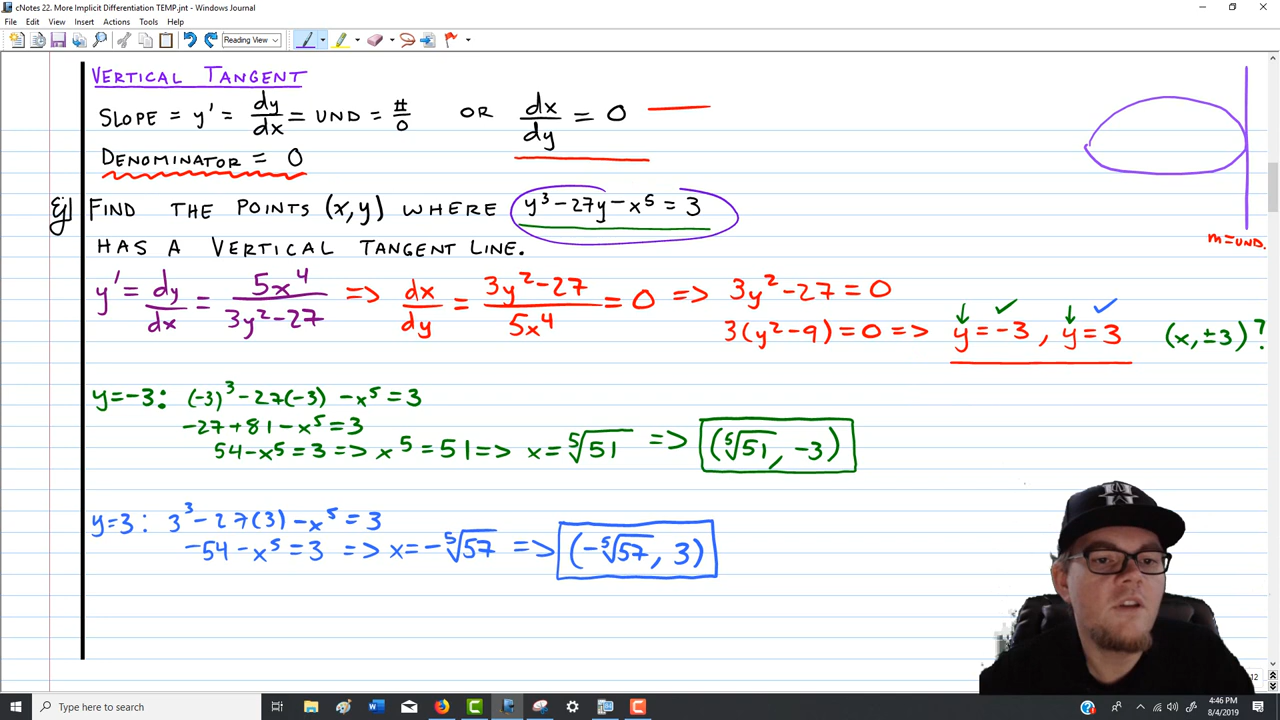 cNotes 22. More Implicit Differentiation TEMP.jnt - Windows Journal
File Edit View Insert Actions Tools Help
Reading View
VERTICAL TANGENT
SLOPE = y' = dy/dx = UND = #/0 OR dx/dy = 0
DENOMINATOR = 0
m=UND.
Ej FIND THE POINTS (x,y) WHERE y³-27y-x⁵=3
HAS A VERTICAL TANGENT LINE.
y' = dy/dx = 5x⁴/(3y²-27) => dx/dy = (3y²-27)/5x⁴ = 0 => 3y²-27=0
3(y²-9)=0 => y=-3, y=3 (x,±3)?
y=-3: (-3)³-27(-3)-x⁵=3
-27+81-x⁵=3
54-x⁵=3 => x⁵=51 => x=⁵√51 => (⁵√51, -3)
y=3: 3³-27(3)-x⁵=3
-54-x⁵=3 => x=-⁵√57 => (-⁵√57, 3)
Type here to search
4:46 PM
8/4/2019